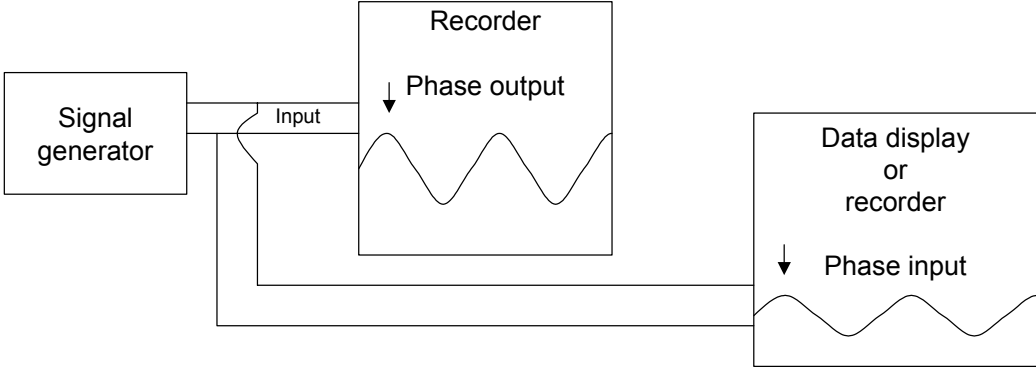 Signal
generator
Input
Recorder
Phase output
Data display
or
recorder
Phase input